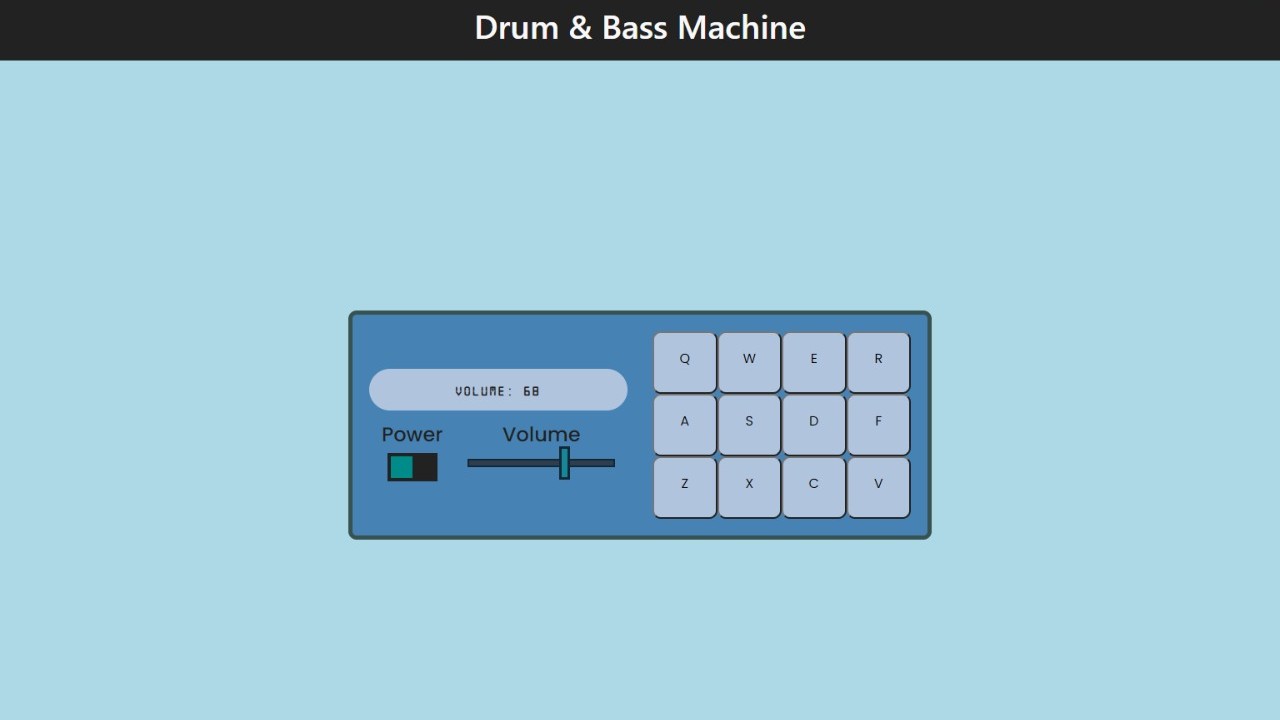 Drum & Bass Machine
VOLUME: 68
Power Volume
Q W E R
A S D F
Z X C V